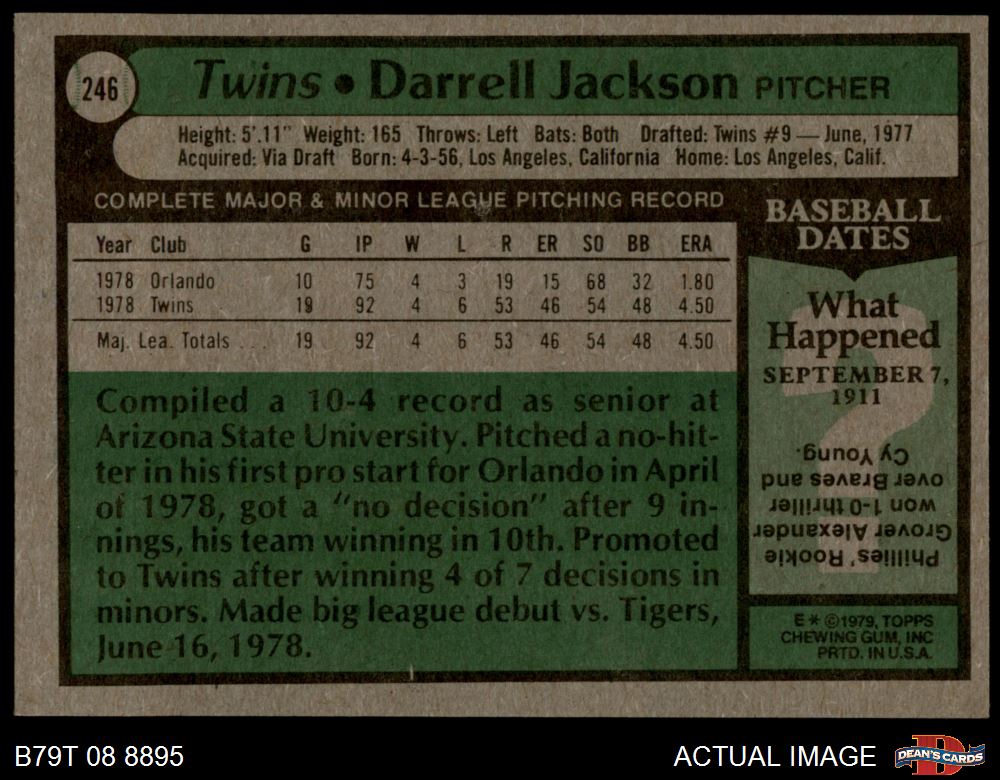 246
Twins • Darrell Jackson PITCHER
Height: 5'.11" Weight: 165 Throws: Left Bats: Both Drafted: Twins #9 — June, 1977
Acquired: Via Draft Born: 4-3-56, Los Angeles, California Home: Los Angeles, Calif.
COMPLETE MAJOR & MINOR LEAGUE PITCHING RECORD
Year Club G IP W L R ER SO BB ERA
1978 Orlando 10 75 4 3 19 15 68 32 1.80
1978 Twins 19 92 4 6 53 46 54 48 4.50
Maj. Lea. Totals ... 19 92 4 6 53 46 54 48 4.50
Compiled a 10-4 record as senior at
Arizona State University. Pitched a no-hit-
ter in his first pro start for Orlando in April
of 1978, got a "no decision" after 9 in-
nings, his team winning in 10th. Promoted
to Twins after winning 4 of 7 decisions in
minors. Made big league debut vs. Tigers,
June 16, 1978.
BASEBALL
DATES
What
Happened
SEPTEMBER 7,
1911
Phillies' Rookie
Grover Alexander
won 1-0 thriller
over Braves and
Cy Young.
E * ©1979, TOPPS
CHEWING GUM, INC
PRTD. IN U.S.A.
B79T 08 8895
ACTUAL IMAGE
DEAN'S CARDS